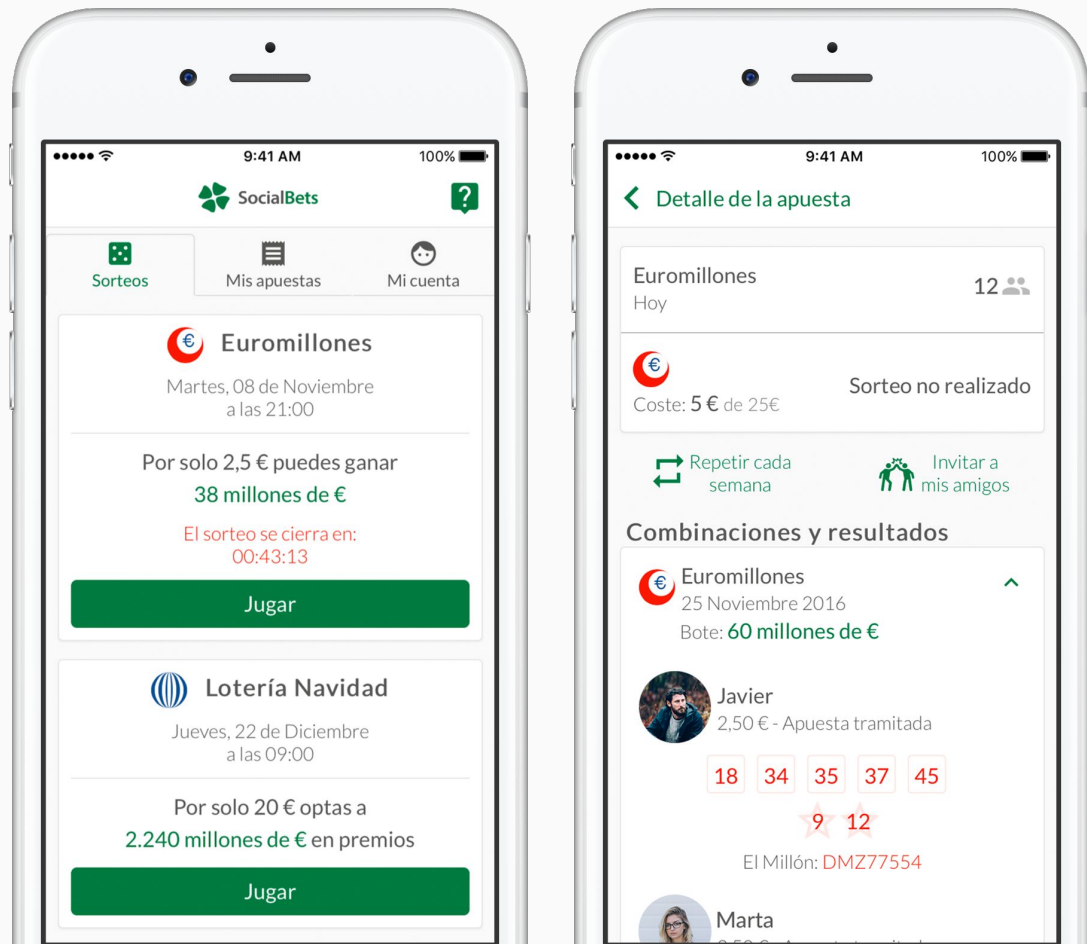 9:41 AM
100%
SocialBets
?
Sorteos
Mis apuestas
Mi cuenta
€
Euromillones
Martes, 08 de Noviembre
a las 21:00
Por solo 2,5 € puedes ganar
38 millones de €
El sorteo se cierra en:
00:43:13
Jugar
Lotería Navidad
Jueves, 22 de Diciembre
a las 09:00
Por solo 20 € optas a
2.240 millones de € en premios
Jugar
9:41 AM
100%
Detalle de la apuesta
Euromillones
12
Hoy
€
Coste: 5 € de 25€
Sorteo no realizado
Repetir cada
semana
Invitar a
mis amigos
Combinaciones y resultados
€
Euromillones
25 Noviembre 2016
Bote: 60 millones de €
Javier
2,50 € - Apuesta tramitada
18 34 35 37 45
9 12
El Millón: DMZ77554
Marta